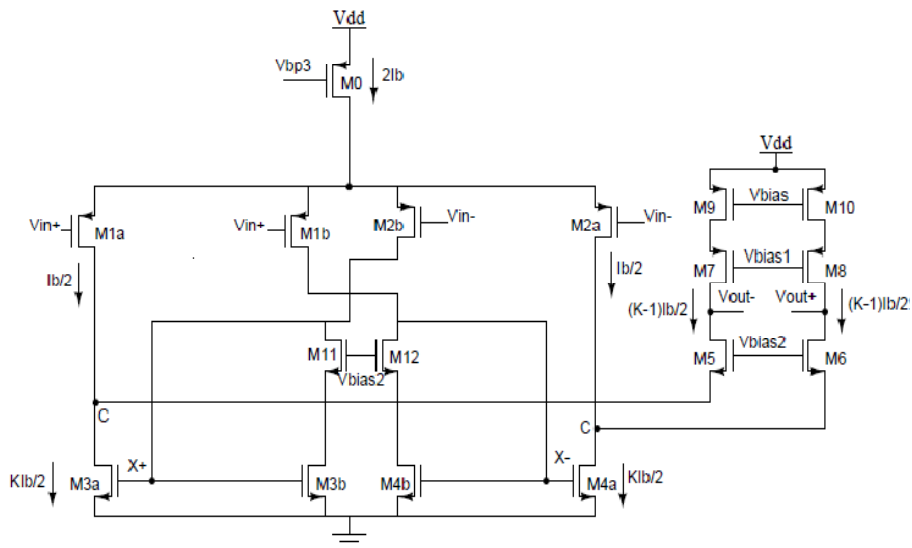 Vdd
Vbp3
M0
2Ib
Vdd
M9
Vbias
M10
Vin+
M1a
Vin+
M1b
M2b
Vin-
M2a
Vin-
M7
Vbias1
M8
Ib/2
Ib/2
(K-1)Ib/2
Vout-
Vout+
(K-1)Ib/2
M11
M12
Vbias2
M5
Vbias2
M6
C
C
X+
X-
KIb/2
M3a
M3b
M4b
M4a
KIb/2